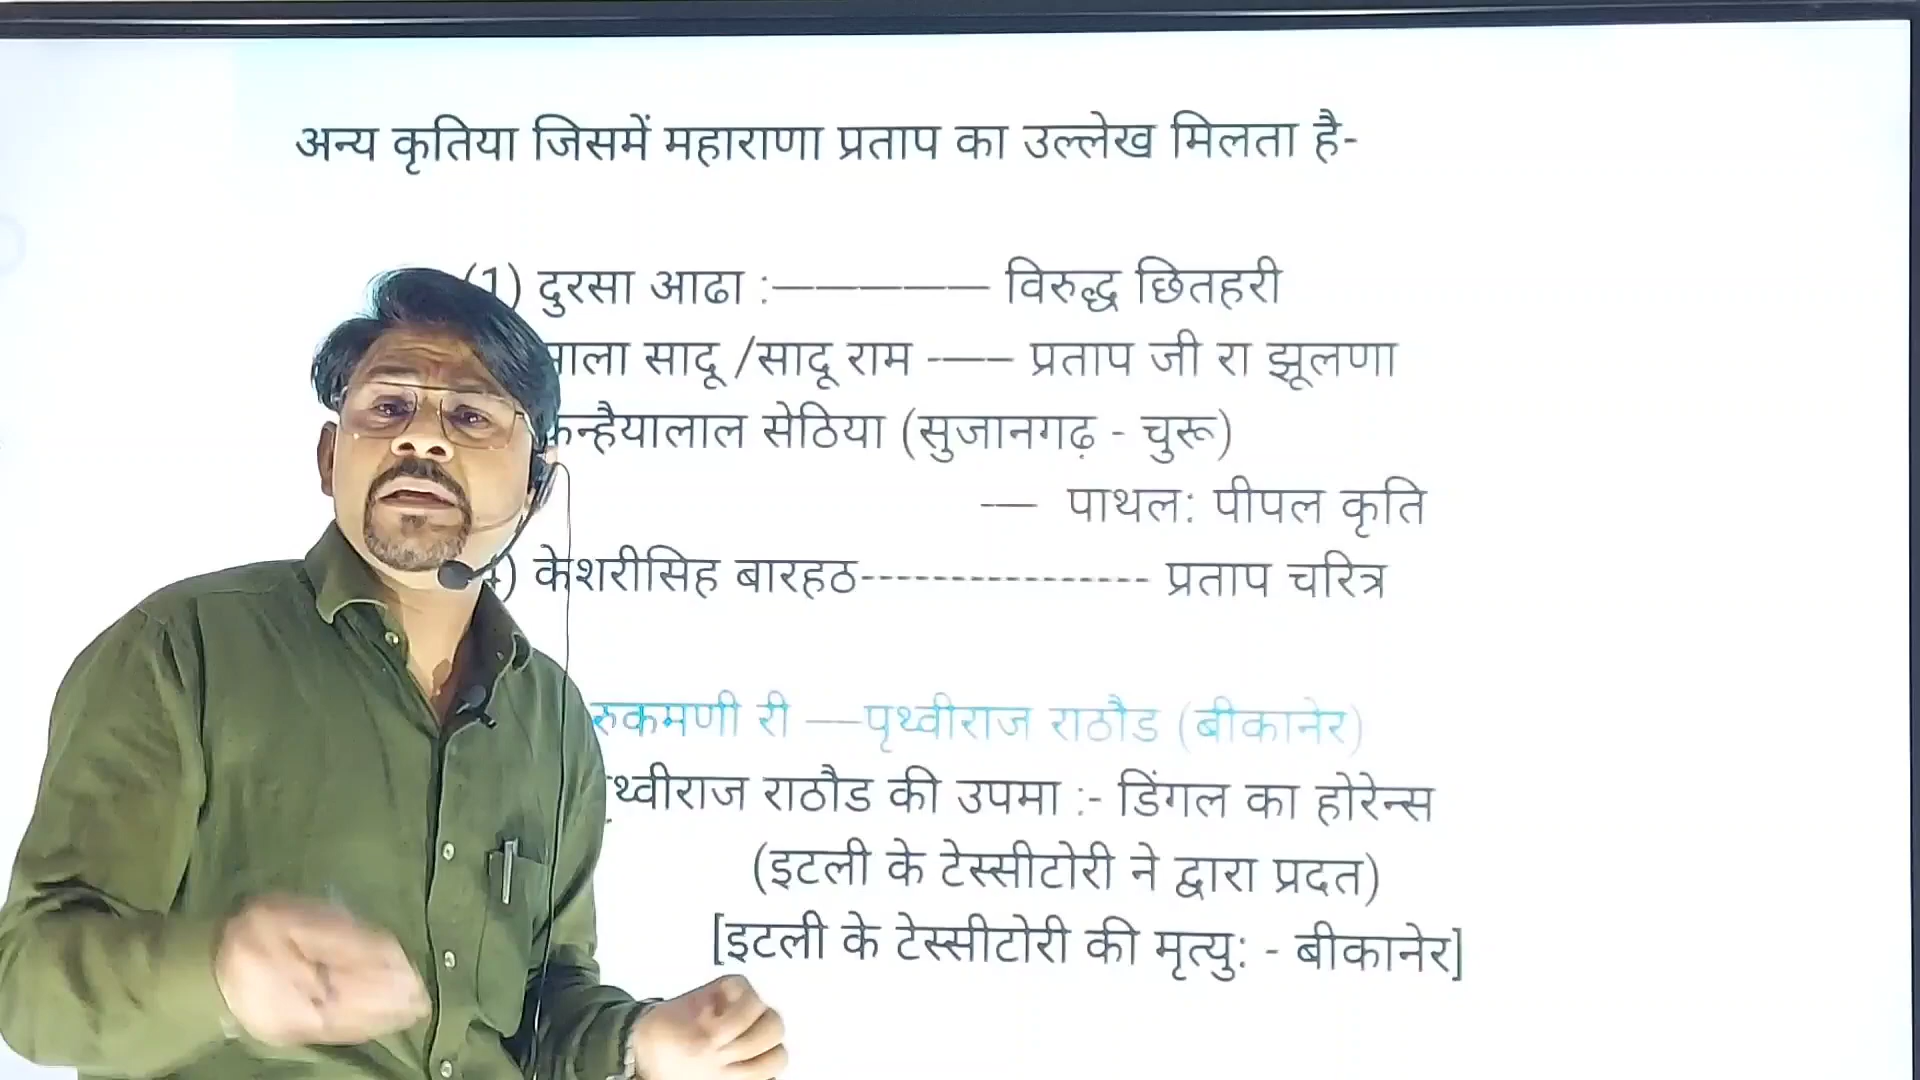 अन्य कृतिया जिसमें महाराणा प्रताप का उल्लेख मिलता है-
(1) दुरसा आढा :—————— विरुद्ध छितहरी
सादू /सादू राम —–— प्रताप जी रा झूलणा
कन्हैयालाल सेठिया (सुजानगढ़ - चुरू)
— पाथल: पीपल कृति
केशरीसिह बारहठ---------------- प्रताप चरित्र
रुकमणी री —पृथ्वीराज राठौड (बीकानेर)
राठौड की उपमा :- डिंगल का होरेन्स
(इटली के टेस्सीटोरी ने द्वारा प्रदत)
[इटली के टेस्सीटोरी की मृत्यु: - बीकानेर]